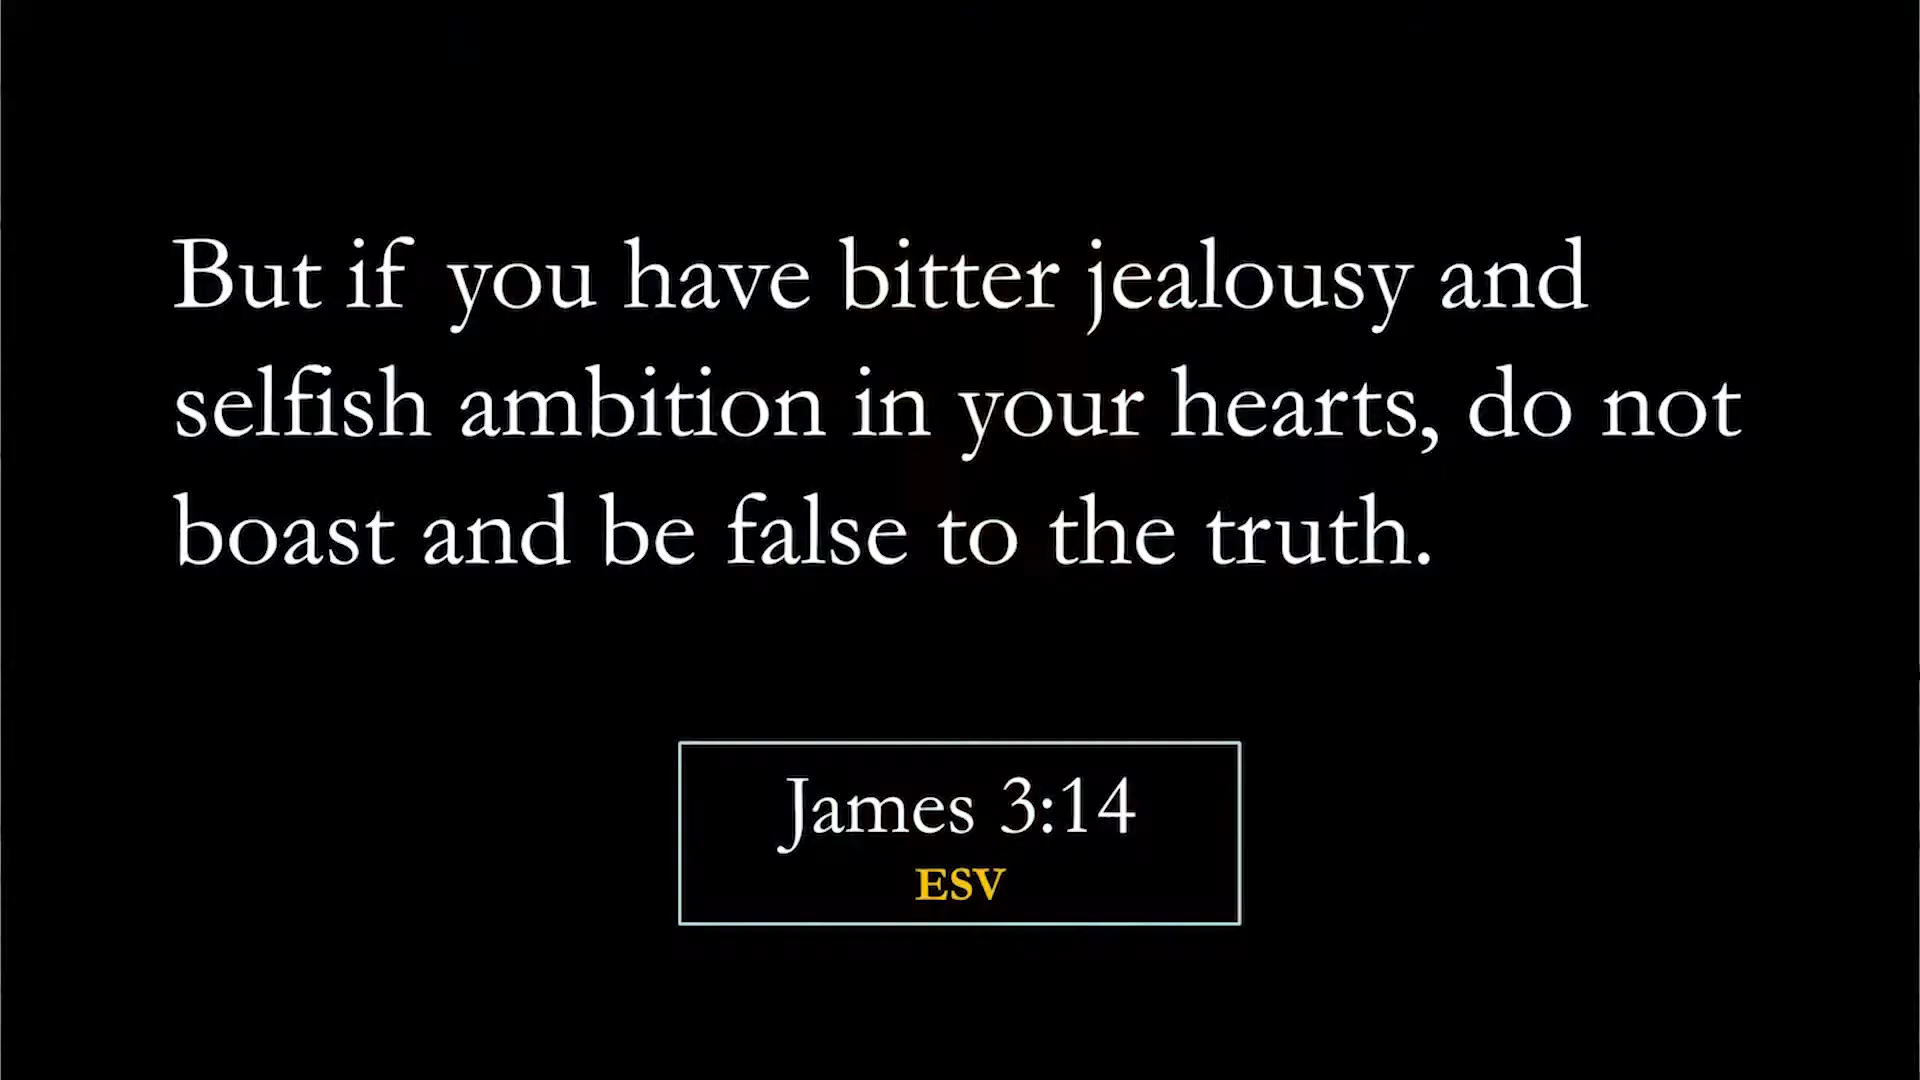 But if you have bitter jealousy and
selfish ambition in your hearts, do not
boast and be false to the truth.
James 3:14
ESV